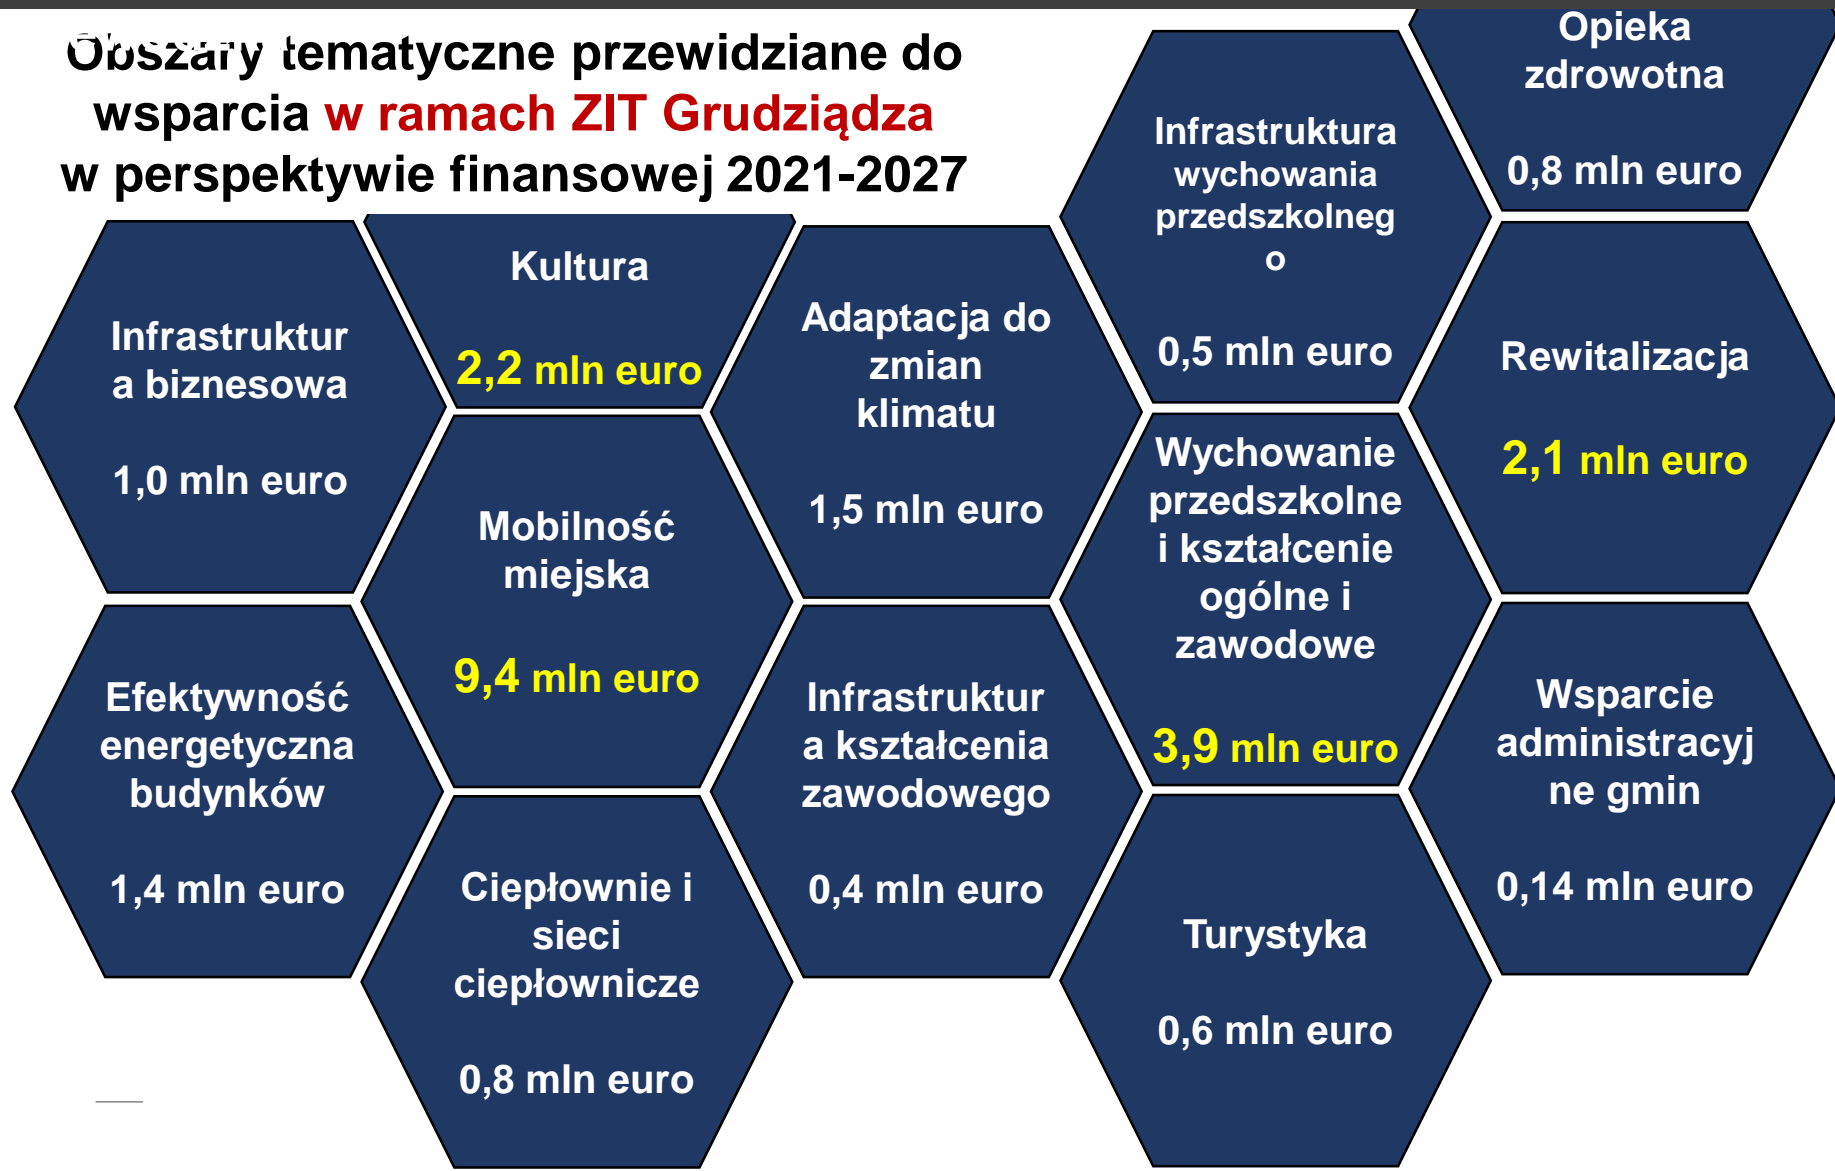 Obszary tematyczne przewidziane do
wsparcia w ramach ZIT Grudziądza
w perspektywie finansowej 2021-2027
Opieka
zdrowotna
0,8 mln euro
Infrastruktura
wychowania
przedszkolneg
o
0,5 mln euro
Kultura
2,2 mln euro
Infrastruktur
a biznesowa
1,0 mln euro
Adaptacja do
zmian
klimatu
1,5 mln euro
Rewitalizacja
2,1 mln euro
Mobilność
miejska
9,4 mln euro
Wychowanie
przedszkolne
i kształcenie
ogólne i
zawodowe
3,9 mln euro
Efektywność
energetyczna
budynków
1,4 mln euro
Infrastruktur
a kształcenia
zawodowego
0,4 mln euro
Wsparcie
administracyj
ne gmin
0,14 mln euro
Ciepłownie i
sieci
ciepłownicze
0,8 mln euro
Turystyka
0,6 mln euro